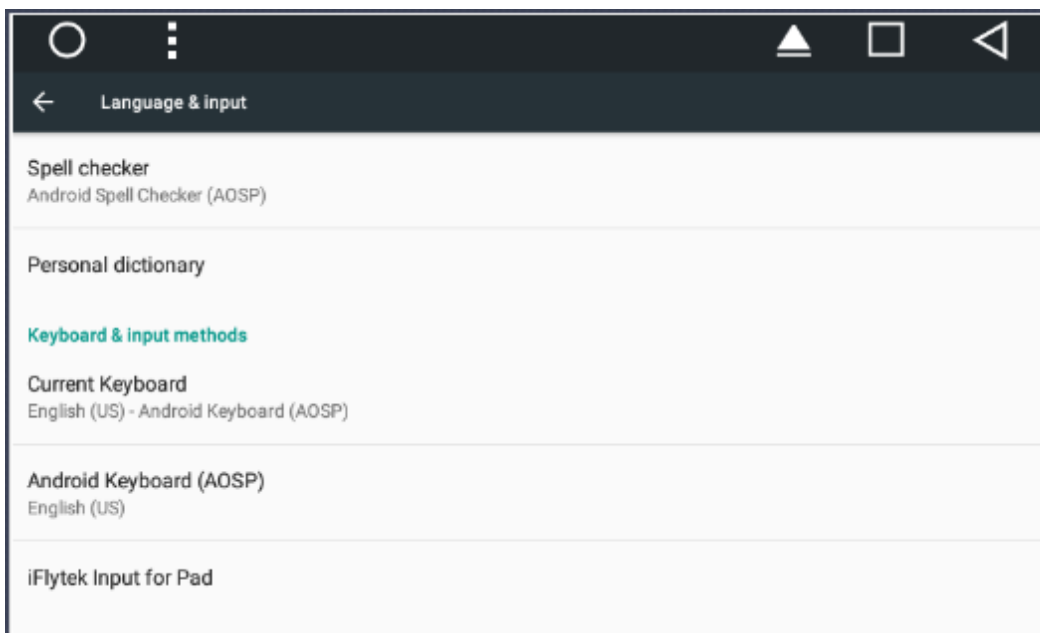 Language & input
Spell checker
Android Spell Checker (AOSP)
Personal dictionary
Keyboard & input methods
Current Keyboard
English (US) - Android Keyboard (AOSP)
Android Keyboard (AOSP)
English (US)
iFlytek Input for Pad